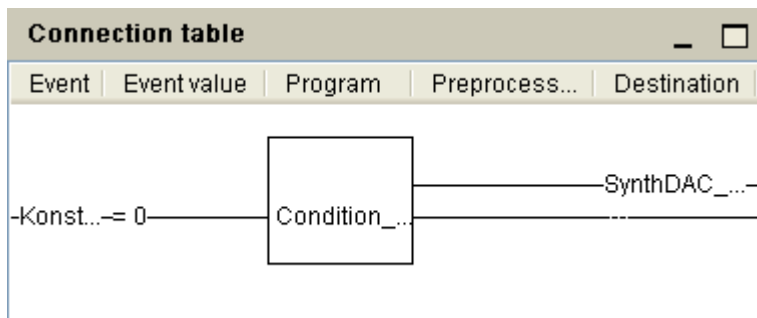 Connection table
Event Event value Program Preprocess... Destination
SynthDAC_...
Konst... = 0 Condition_... ---